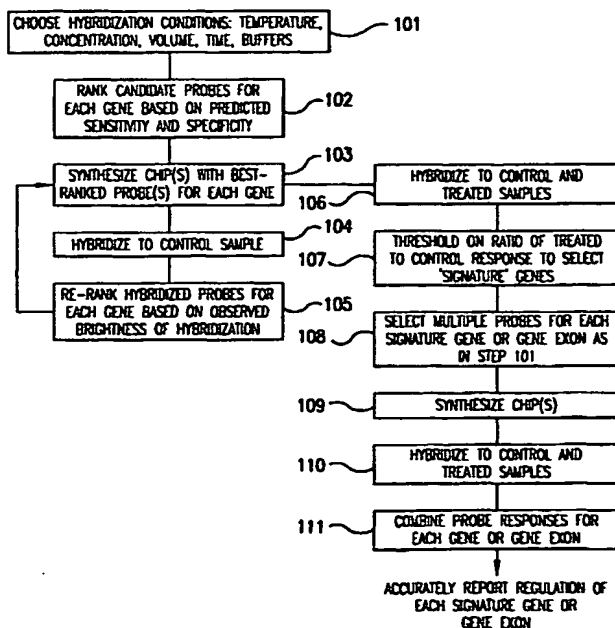 CHOOSE HYBRIDIZATION CONDITIONS: TEMPERATURE,
CONCENTRATION, VOLUME, TIME, BUFFERS
101
RANK CANDIDATE PROBES FOR
EACH GENE BASED ON PREDICTED
SENSITIVITY AND SPECIFICITY
102
SYNTHESIZE CHIP(S) WITH BEST-
RANKED PROBE(S) FOR EACH GENE
103
HYBRIDIZE TO CONTROL SAMPLE
104
RE-RANK HYBRIDIZED PROBES FOR
EACH GENE BASED ON OBSERVED
BRIGHTNESS OF HYBRIDIZATION
105
HYBRIDIZE TO CONTROL AND
TREATED SAMPLES
106
THRESHOLD ON RATIO OF TREATED
TO CONTROL RESPONSE TO SELECT
"SIGNATURE" GENES
107
SELECT MULTIPLE PROBES FOR EACH
SIGNATURE GENE OR GENE EXON AS
IN STEP 101
108
SYNTHESIZE CHIP(S)
109
HYBRIDIZE TO CONTROL AND
TREATED SAMPLES
110
COMBINE PROBE RESPONSES FOR
EACH GENE OR GENE EXON
111
ACCURATELY REPORT REGULATION OF
EACH SIGNATURE GENE OR
GENE EXON